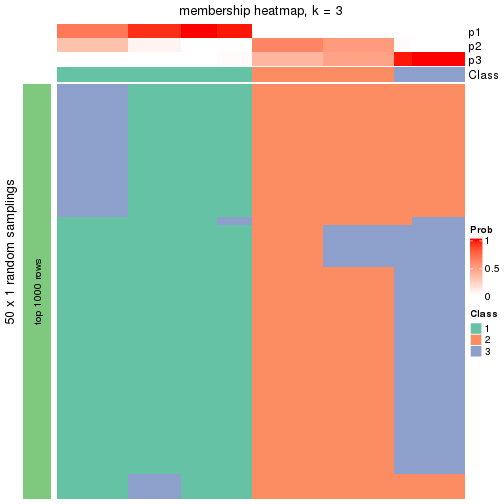 membership heatmap, k = 3
p1
p2
p3
Class
50 x 1 random samplings
top 1000 rows
Prob
1
0.5
0
Class
1
2
3